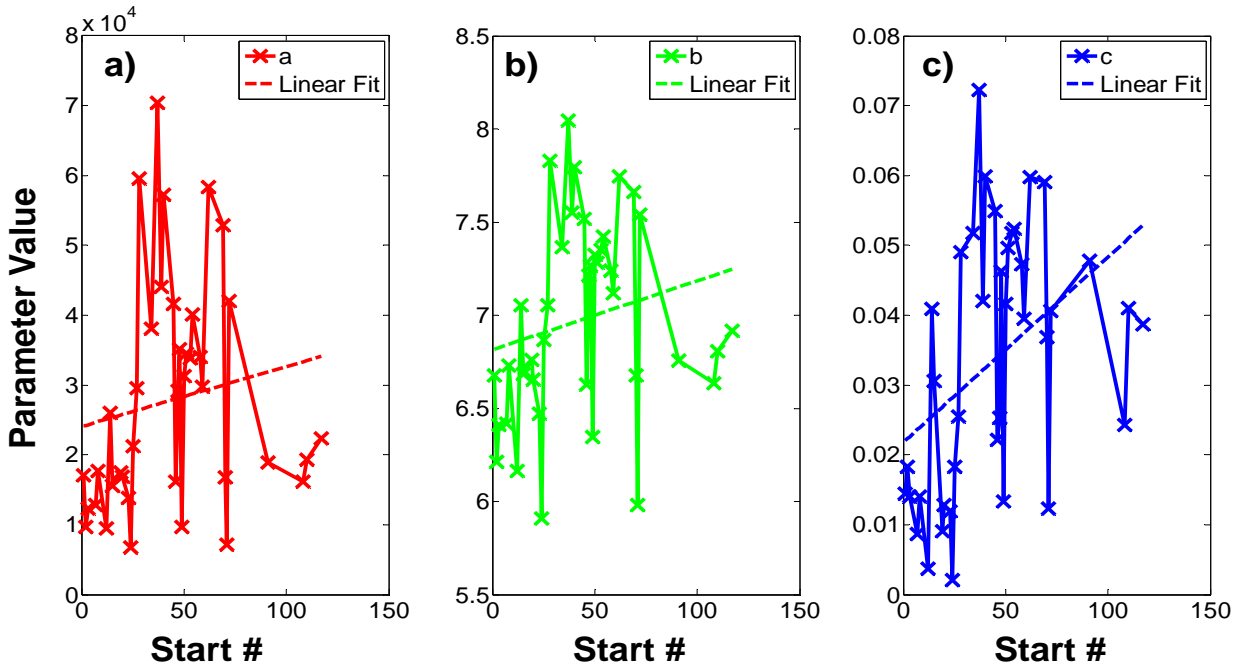 Parameter Value
x 10⁴
8
7
6
5
4
3
2
1
0
a)
a
Linear Fit
0 50 100 150
Start #
8.5
8
7.5
7
6.5
6
5.5
b)
b
Linear Fit
0 50 100 150
Start #
0.08
0.07
0.06
0.05
0.04
0.03
0.02
0.01
0
c)
c
Linear Fit
0 50 100 150
Start #